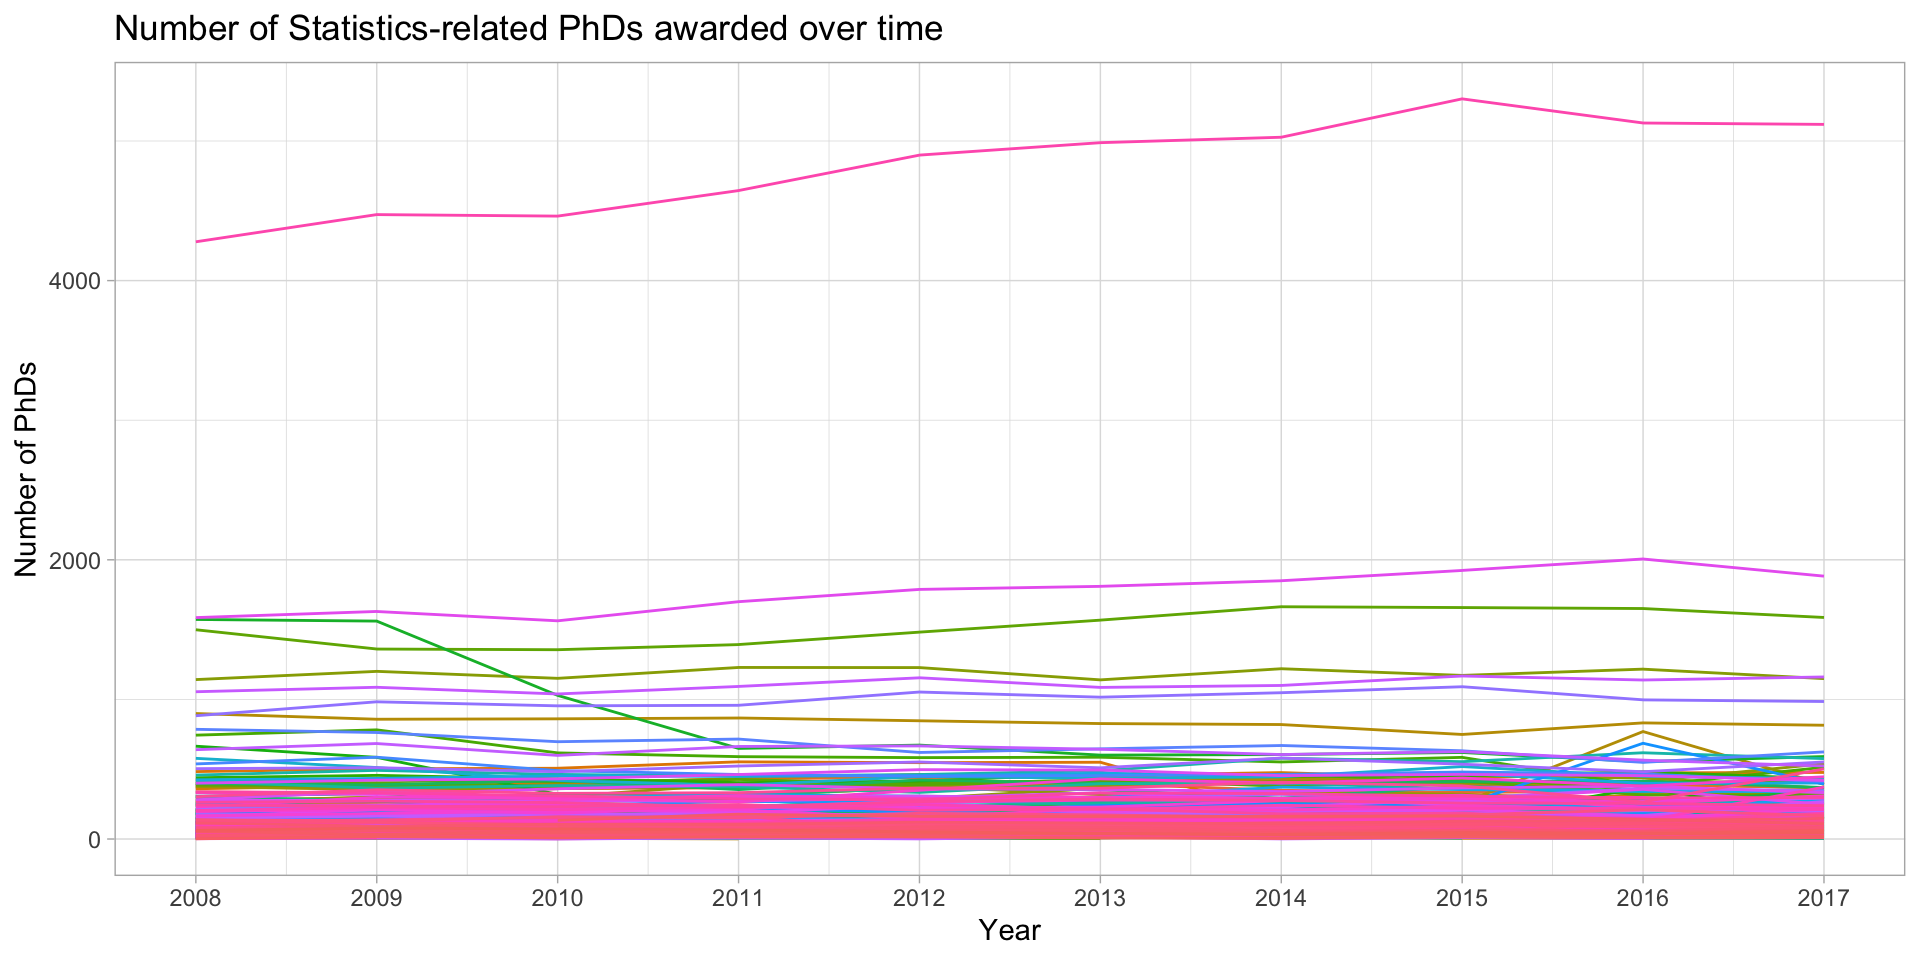 Number of Statistics-related PhDs awarded over time
Number of PhDs
4000
2000
0
2008 2009 2010 2011 2012 2013 2014 2015 2016 2017
Year